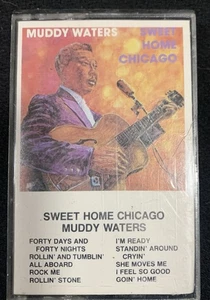 MUDDY WATERS
SWEET
HOME
CHICAGO
SWEET HOME CHICAGO
MUDDY WATERS
FORTY DAYS AND
FORTY NIGHTS
ROLLIN' AND TUMBLIN'
ALL ABOARD
ROCK ME
ROLLIN' STONE
I'M READY
STANDIN' AROUND
CRYIN'
SHE MOVES ME
I FEEL SO GOOD
GOIN' HOME